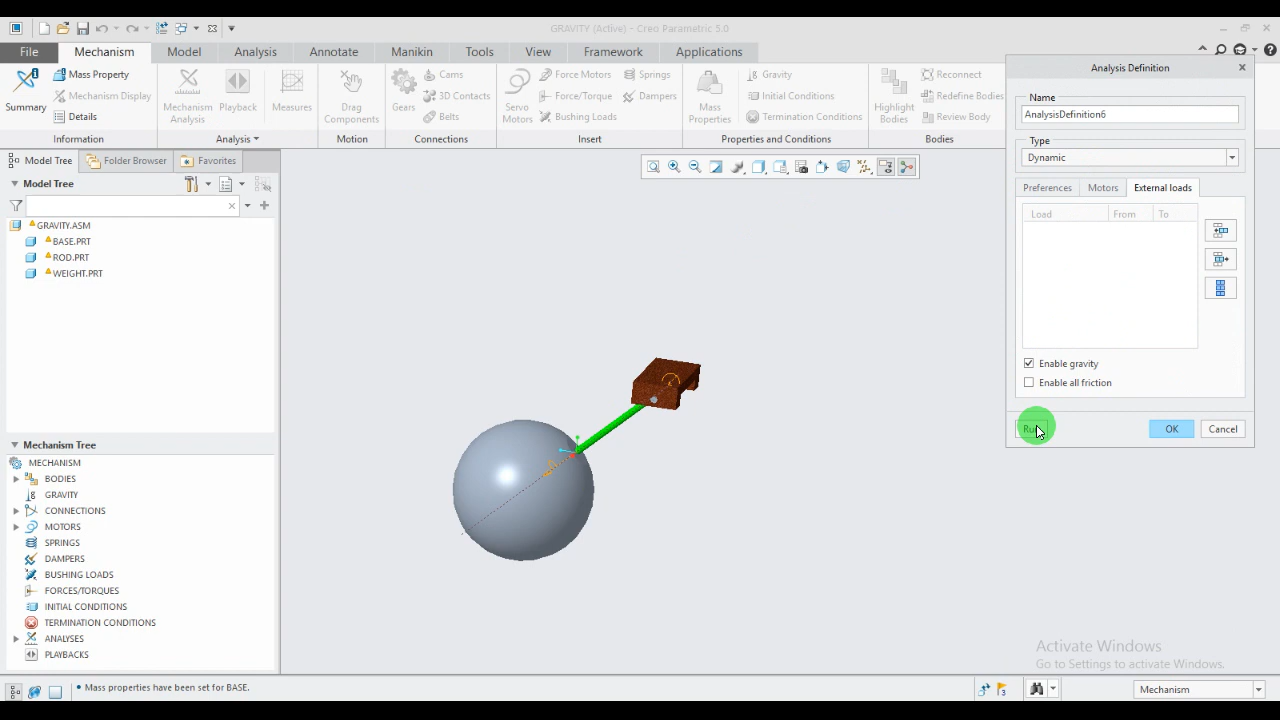 GRAVITY (Active) - Creo Parametric 5.0
File Mechanism Model Analysis Annotate Manikin Tools View Framework Applications
Summary
Mass Property
Mechanism Display
Details
Information
Mechanism Analysis
Playback
Measures
Analysis
Drag Components
Motion
Gears
Cams
3D Contacts
Belts
Connections
Servo Motors
Force Motors
Force/Torque
Bushing Loads
Springs
Dampers
Insert
Mass Properties
Gravity
Initial Conditions
Termination Conditions
Properties and Conditions
Highlight Bodies
Reconnect
Redefine Bodies
Review Body
Bodies
Model Tree Folder Browser Favorites
Model Tree
GRAVITY.ASM
BASE.PRT
ROD.PRT
WEIGHT.PRT
Mechanism Tree
MECHANISM
BODIES
GRAVITY
CONNECTIONS
MOTORS
SPRINGS
DAMPERS
BUSHING LOADS
FORCES/TORQUES
INITIAL CONDITIONS
TERMINATION CONDITIONS
ANALYSES
PLAYBACKS
Analysis Definition
Name
AnalysisDefinition6
Type
Dynamic
Preferences Motors External loads
Load From To
Enable gravity
Enable all friction
OK Cancel
Activate Windows
Go to Settings to activate Windows.
• Mass properties have been set for BASE.
3
Mechanism